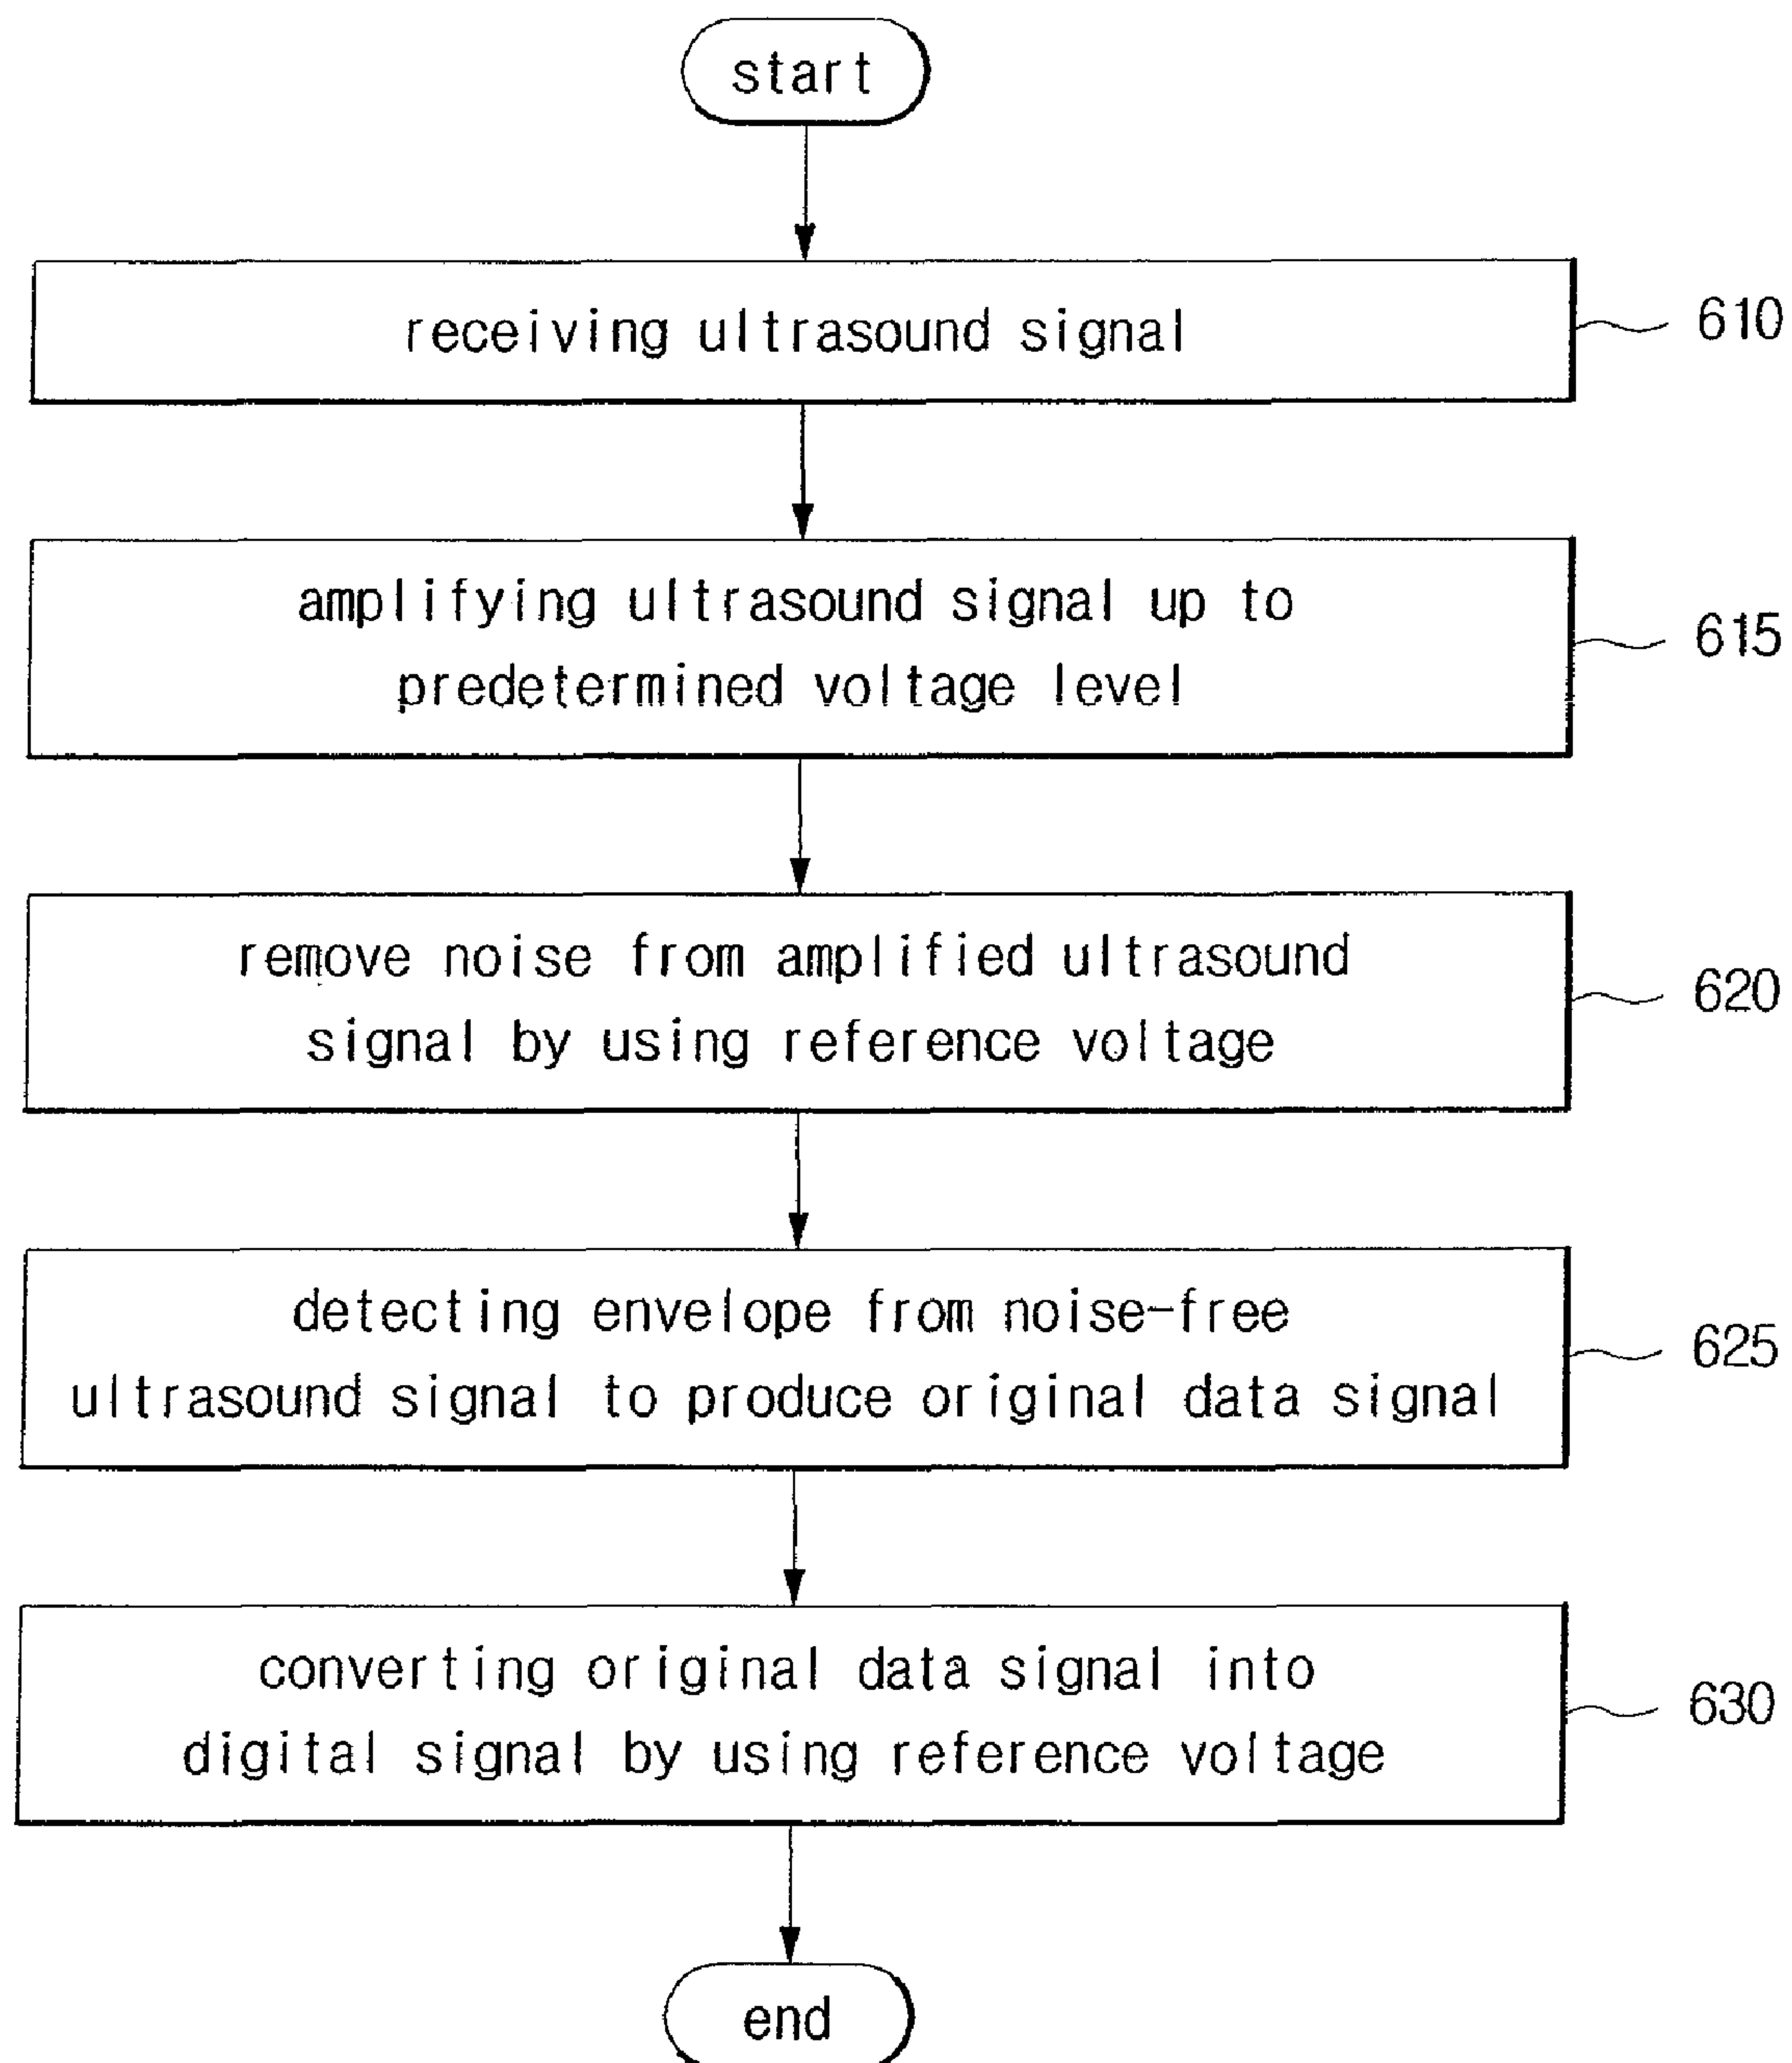 start
receiving ultrasound signal
610
amplifying ultrasound signal up to
predetermined voltage level
615
remove noise from amplified ultrasound
signal by using reference voltage
620
detecting envelope from noise-free
ultrasound signal to produce original data signal
625
converting original data signal into
digital signal by using reference voltage
630
end